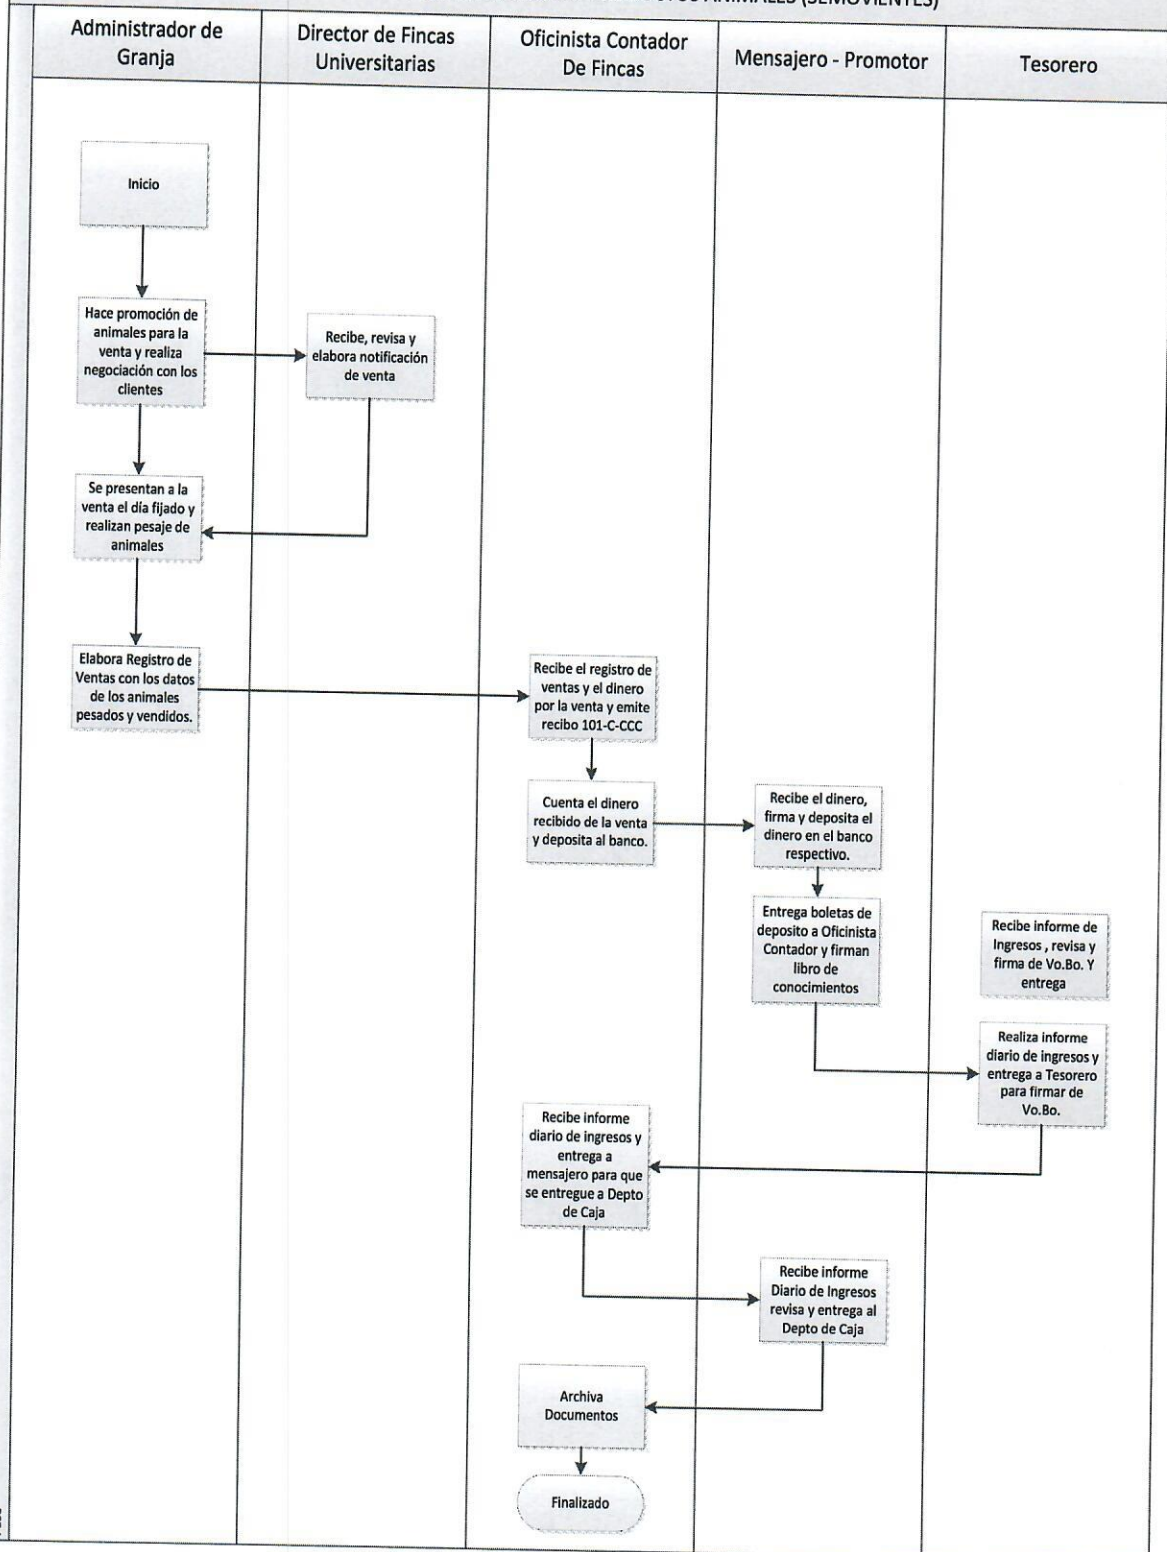 ANIMALES (SEMOVIENTES)
Administrador de
Granja
Director de Fincas
Universitarias
Oficinista Contador
De Fincas
Mensajero - Promotor
Tesorero
Inicio
Hace promoción de
animales para la
venta y realiza
negociación con los
clientes
Recibe, revisa y
elabora notificación
de venta
Se presentan a la
venta el día fijado y
realizan pesaje de
animales
Elabora Registro de
Ventas con los datos
de los animales
pesados y vendidos.
Recibe el registro de
ventas y el dinero
por la venta y emite
recibo 101-C-CCC
Cuenta el dinero
recibido de la venta
y deposita al banco.
Recibe el dinero,
firma y deposita el
dinero en el banco
respectivo.
Entrega boletas de
deposito a Oficinista
Contador y firman
libro de
conocimientos
Recibe informe de
Ingresos , revisa y
firma de Vo.Bo. Y
entrega
Realiza informe
diario de ingresos y
entrega a Tesorero
para firmar de
Vo.Bo.
Recibe informe
diario de ingresos y
entrega a
mensajero para que
se entregue a Depto
de Caja
Recibe informe
Diario de Ingresos
revisa y entrega al
Depto de Caja
Archiva
Documentos
Finalizado